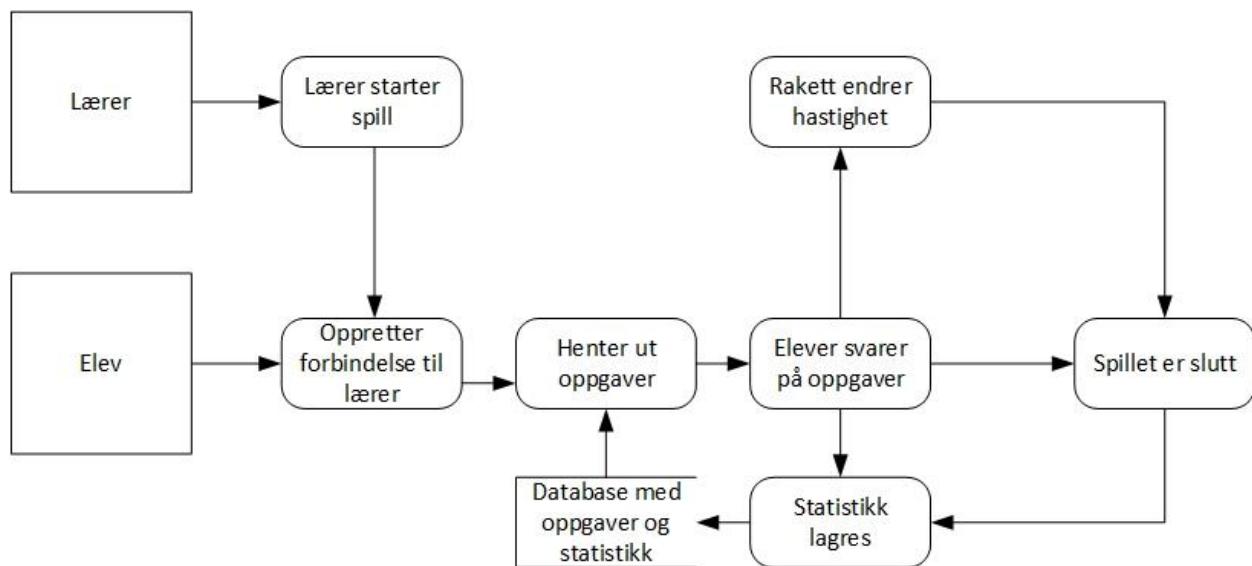 Lærer
Lærer starter
spill
Rakett endrer
hastighet
Elev
Oppretter
forbindelse til
lærer
Henter ut
oppgaver
Elever svarer
på oppgaver
Spillet er slutt
Database med
oppgaver og
statistikk
Statistikk
lagres